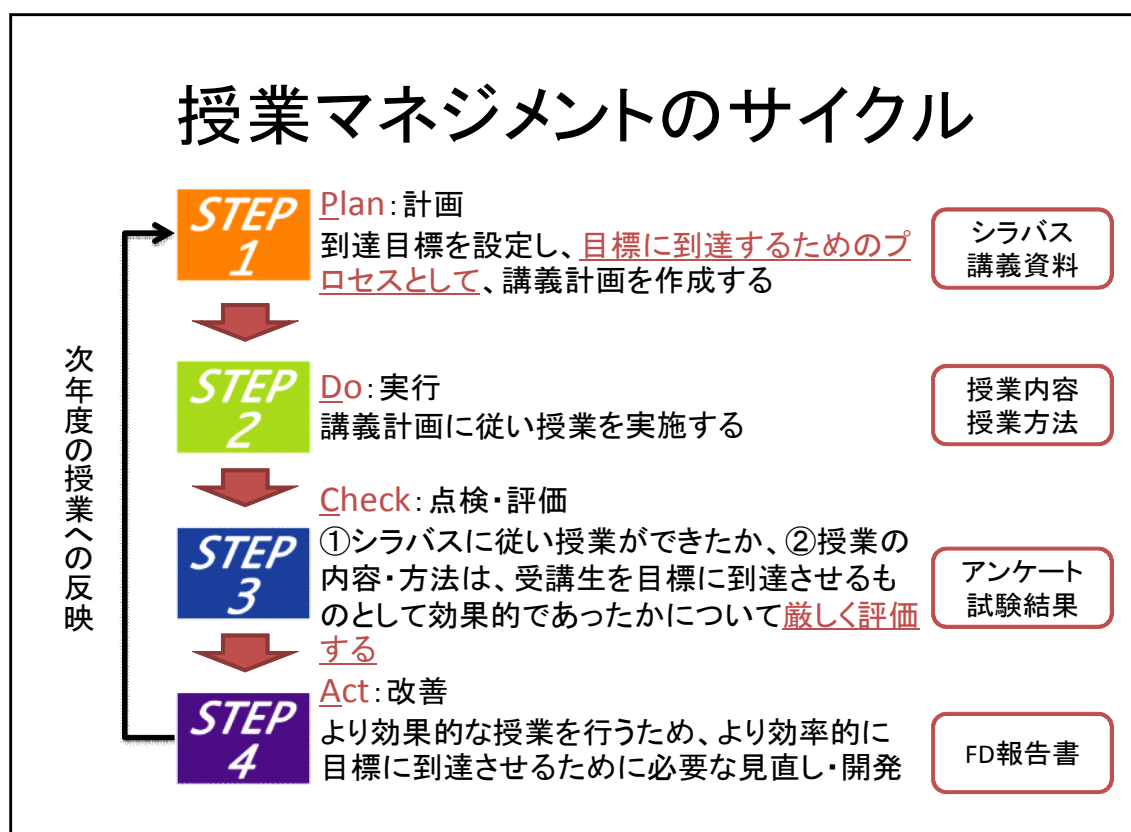 授業マネジメントのサイクル
STEP
1
Plan:計画
到達目標を設定し、目標に到達するためのプ
ロセスとして、講義計画を作成する
シラバス
講義資料
STEP
2
Do:実行
講義計画に従い授業を実施する
授業内容
授業方法
STEP
3
Check:点検・評価
①シラバスに従い授業ができたか、②授業の
内容・方法は、受講生を目標に到達させるも
のとして効果的であったかについて厳しく評価
する
アンケート
試験結果
STEP
4
Act:改善
より効果的な授業を行うため、より効率的に
目標に到達させるために必要な見直し・開発
FD報告書
次年度の授業への反映